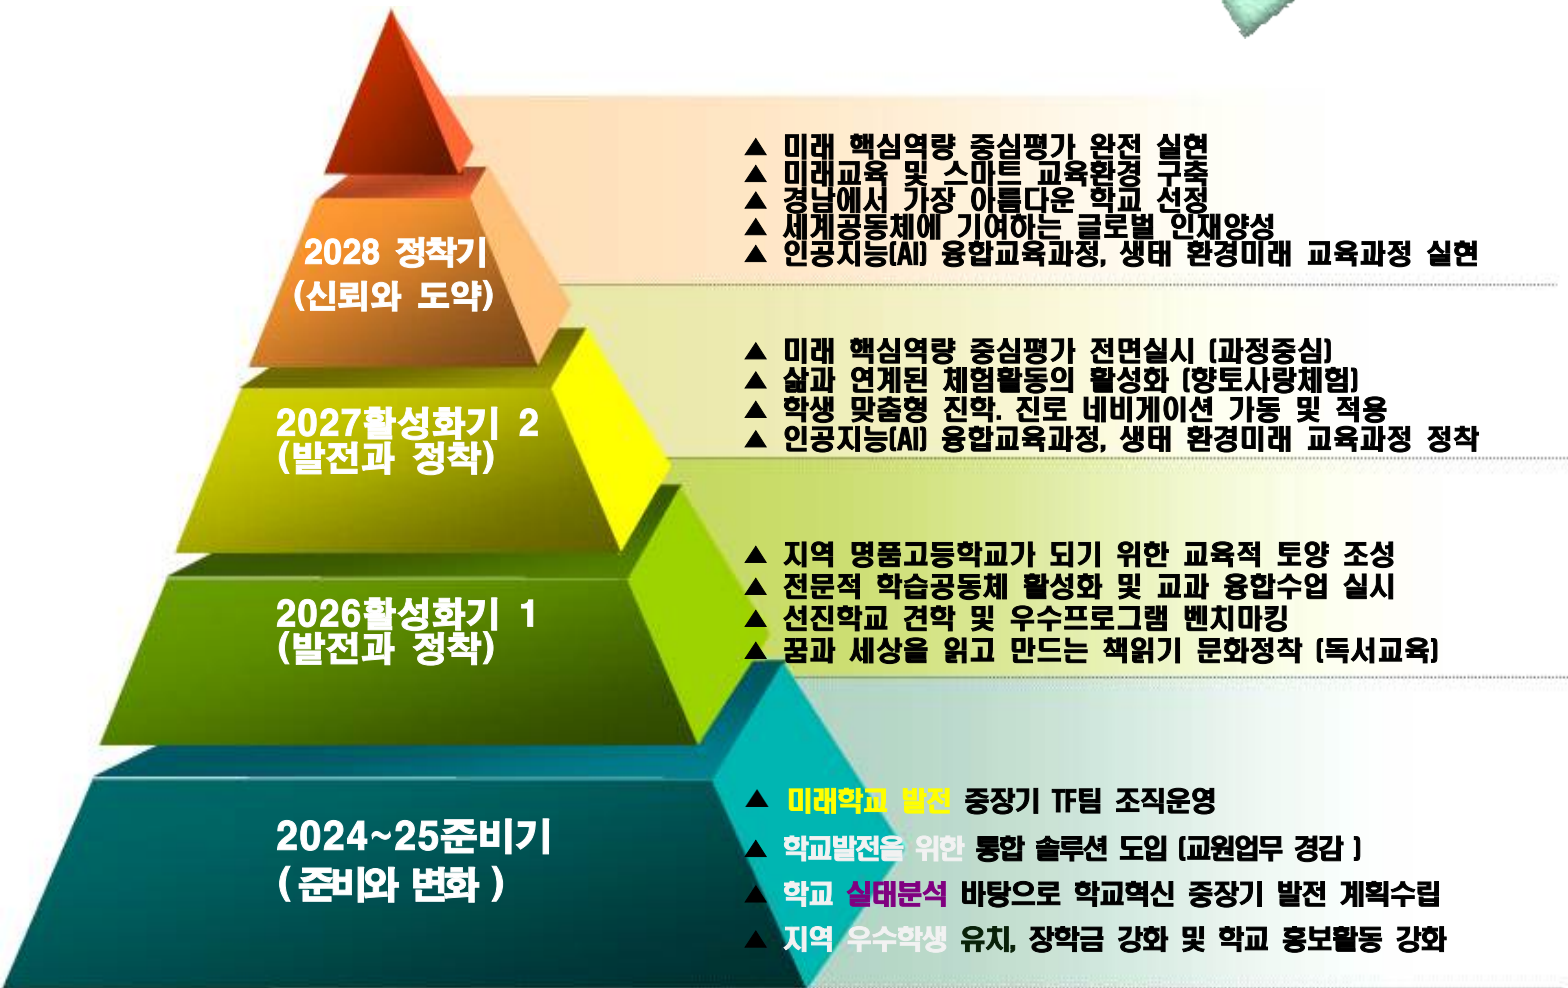 ▲ 미래 핵심역량 중심평가 완전 실현
▲ 미래교육 및 스마트 교육환경 구축
▲ 경남에서 가장 아름다운 학교 선정
▲ 세계공동체에 기여하는 글로벌 인재양성
▲ 인공지능(AI) 융합교육과정, 생태 환경미래 교육과정 실현
2028 정착기
(신뢰와 도약)
▲ 미래 핵심역량 중심평가 전면실시 (과정중심)
▲ 삶과 연계된 체험활동의 활성화 (향토사랑체험)
▲ 학생 맞춤형 진학. 진로 네비게이션 가동 및 적용
▲ 인공지능(AI) 융합교육과정, 생태 환경미래 교육과정 정착
2027활성화기 2
(발전과 정착)
▲ 지역 명품고등학교가 되기 위한 교육적 토양 조성
▲ 전문적 학습공동체 활성화 및 교과 융합수업 실시
▲ 선진학교 견학 및 우수프로그램 벤치마킹
▲ 꿈과 세상을 읽고 만드는 책읽기 문화정착 (독서교육)
2026활성화기 1
(발전과 정착)
▲ 미래학교 발전 중장기 TF팀 조직운영
▲ 학교발전을 위한 통합 솔루션 도입 (교원업무 경감 )
▲ 학교 실태분석 바탕으로 학교혁신 중장기 발전 계획수립
▲ 지역 우수학생 유치, 장학금 강화 및 학교 홍보활동 강화
2024~25준비기
( 준비와 변화 )